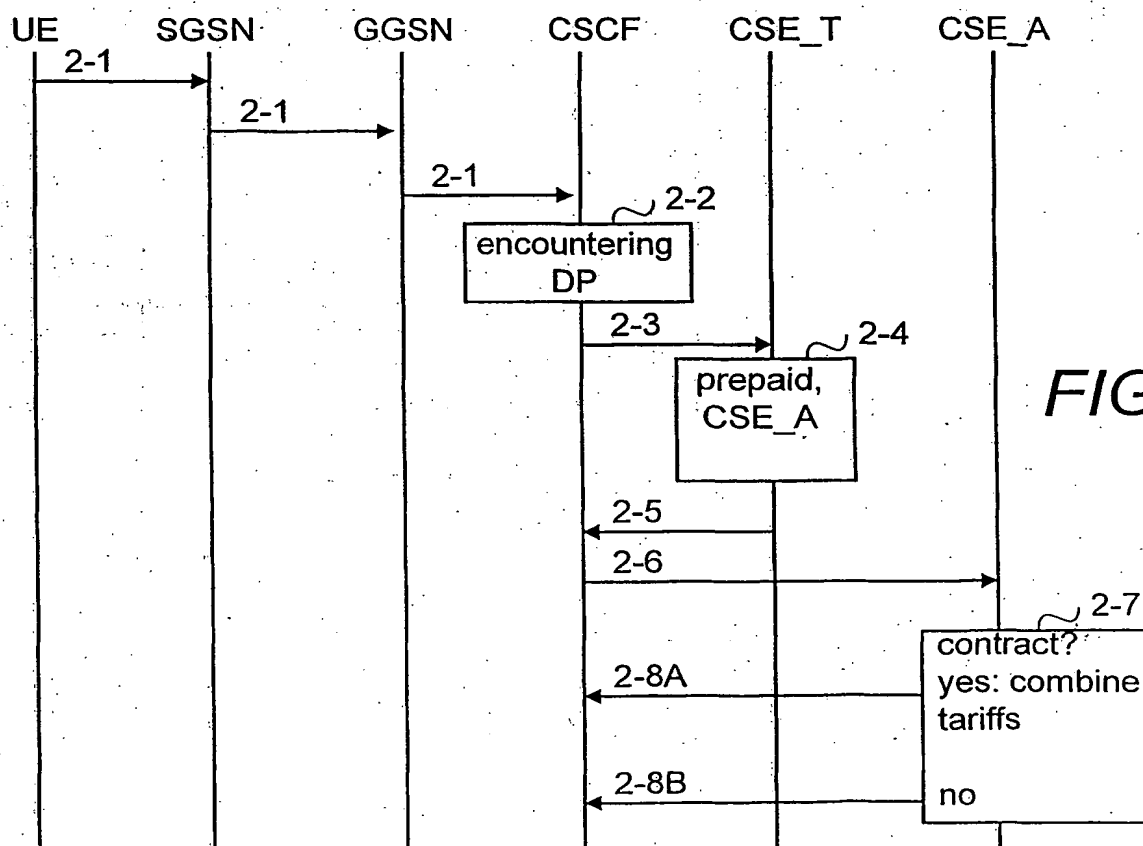 UE SGSN GGSN CSCF CSE_T CSE_A
2-1
2-1
2-1
2-2
encountering
DP
2-3
2-4
prepaid,
CSE_A
FIG
2-5
2-6
2-7
contract?
yes: combine
tariffs
2-8A
2-8B
no